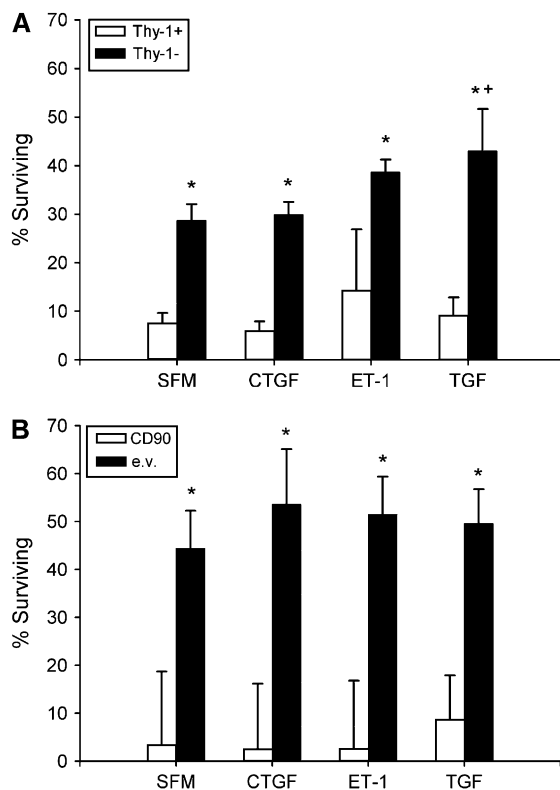 A
Thy-1+
Thy-1-
% Surviving
70
60
50
40
30
20
10
0
* * * *+
SFM CTGF ET-1 TGF
B
CD90
e.v.
% Surviving
70
60
50
40
30
20
10
0
* * * *
SFM CTGF ET-1 TGF